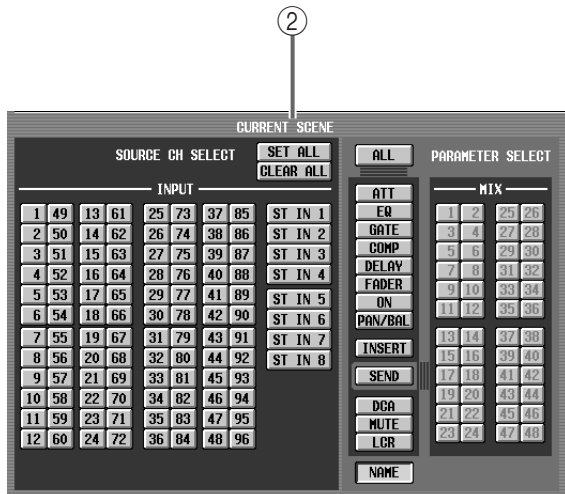 2
CURRENT SCENE
SOURCE CH SELECT SET ALL ALL PARAMETER SELECT
CLEAR ALL
INPUT ATT MIX
1 49 13 61 25 73 37 85 ST IN 1 EQ 1 2 25 26
2 50 14 62 26 74 38 86 ST IN 2 GATE 3 4 27 28
3 51 15 63 27 75 39 87 ST IN 3 COMP 5 6 29 30
4 52 16 64 28 76 40 88 ST IN 4 DELAY 7 8 31 32
5 53 17 65 29 77 41 89 ST IN 5 FADER 9 10 33 34
6 54 18 66 30 78 42 90 ST IN 6 ON 11 12 35 36
PAN/BAL
7 55 19 67 31 79 43 91 ST IN 7 INSERT 13 14 37 38
8 56 20 68 32 80 44 92 ST IN 8 15 16 39 40
9 57 21 69 33 81 45 93 SEND 17 18 41 42
10 58 22 70 34 82 46 94 19 20 43 44
11 59 23 71 35 83 47 95 DCA 21 22 45 46
12 60 24 72 36 84 48 96 MUTE 23 24 47 48
LCR
NAME